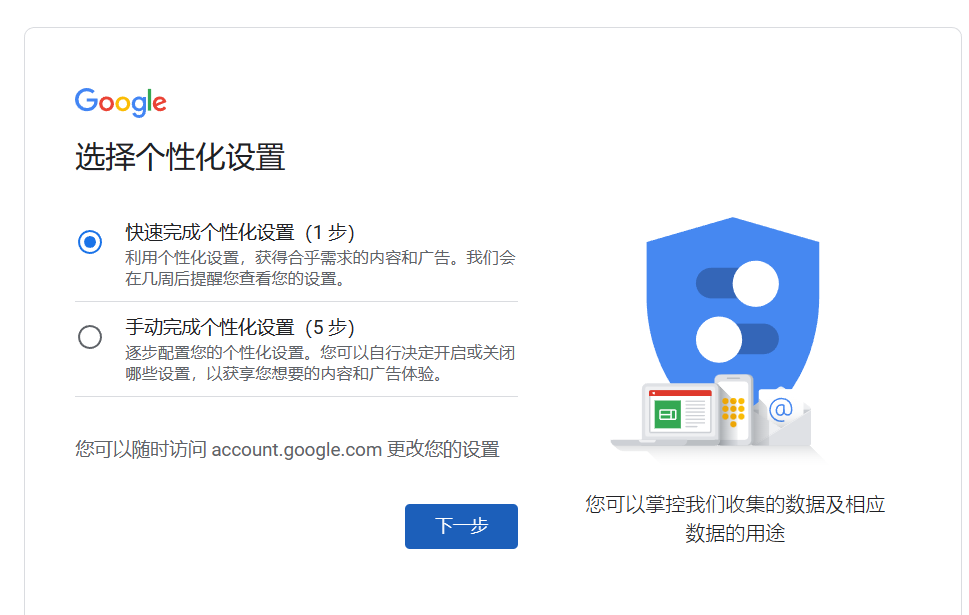 Google
选择个性化设置
快速完成个性化设置（1 步）
利用个性化设置，获得合乎需求的内容和广告。我们会
在几周后提醒您查看您的设置。
手动完成个性化设置（5 步）
逐步配置您的个性化设置。您可以自行决定开启或关闭
哪些设置，以获享您想要的内容和广告体验。
您可以随时访问 account.google.com 更改您的设置
下一步
@
您可以掌控我们收集的数据及相应
数据的用途